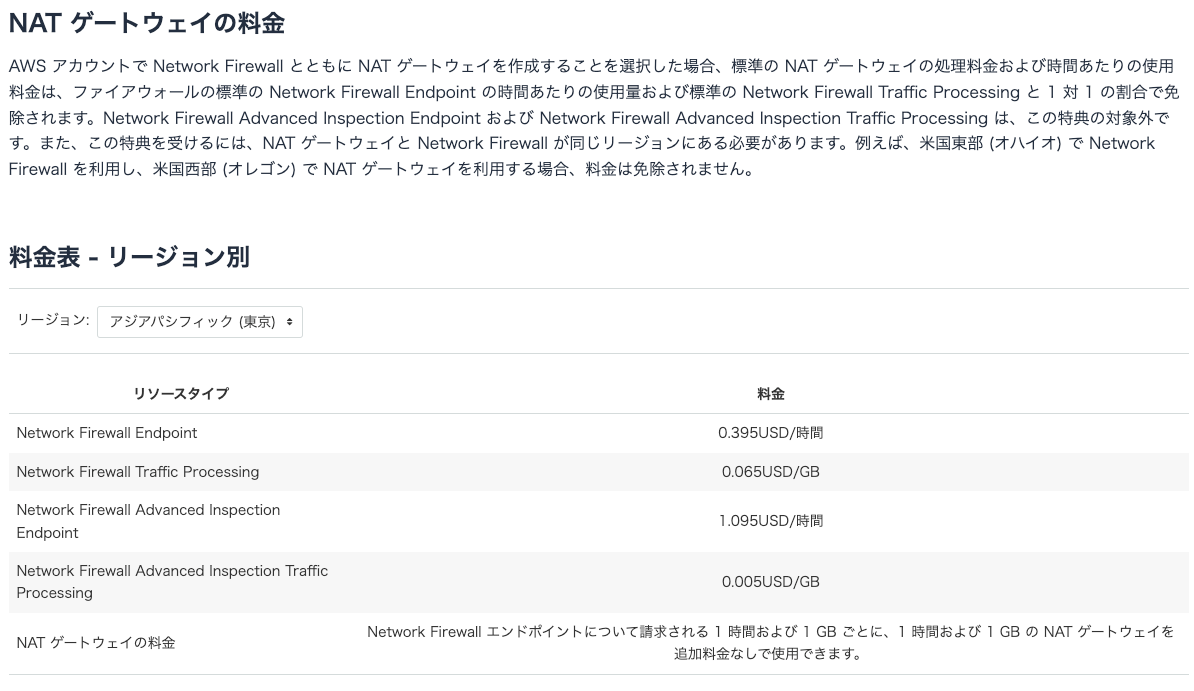 NAT ゲートウェイの料金
AWS アカウントで Network Firewall とともに NAT ゲートウェイを作成することを選択した場合、標準の NAT ゲートウェイの処理料金および時間あたりの使用
料金は、ファイアウォールの標準の Network Firewall Endpoint の時間あたりの使用量および標準の Network Firewall Traffic Processing と 1 対 1 の割合で免
除されます。Network Firewall Advanced Inspection Endpoint および Network Firewall Advanced Inspection Traffic Processing は、この特典の対象外で
す。また、この特典を受けるには、NAT ゲートウェイと Network Firewall が同じリージョンにある必要があります。例えば、米国東部 (オハイオ) で Network
Firewall を利用し、米国西部 (オレゴン) で NAT ゲートウェイを利用する場合、料金は免除されません。
料金表 - リージョン別
リージョン: アジアパシフィック (東京)
リソースタイプ 料金
Network Firewall Endpoint 0.395USD/時間
Network Firewall Traffic Processing 0.065USD/GB
Network Firewall Advanced Inspection
Endpoint
1.095USD/時間
Network Firewall Advanced Inspection Traffic
Processing
0.005USD/GB
NAT ゲートウェイの料金
Network Firewall エンドポイントについて請求される 1 時間および 1 GB ごとに、1 時間および 1 GB の NAT ゲートウェイを
追加料金なしで使用できます。